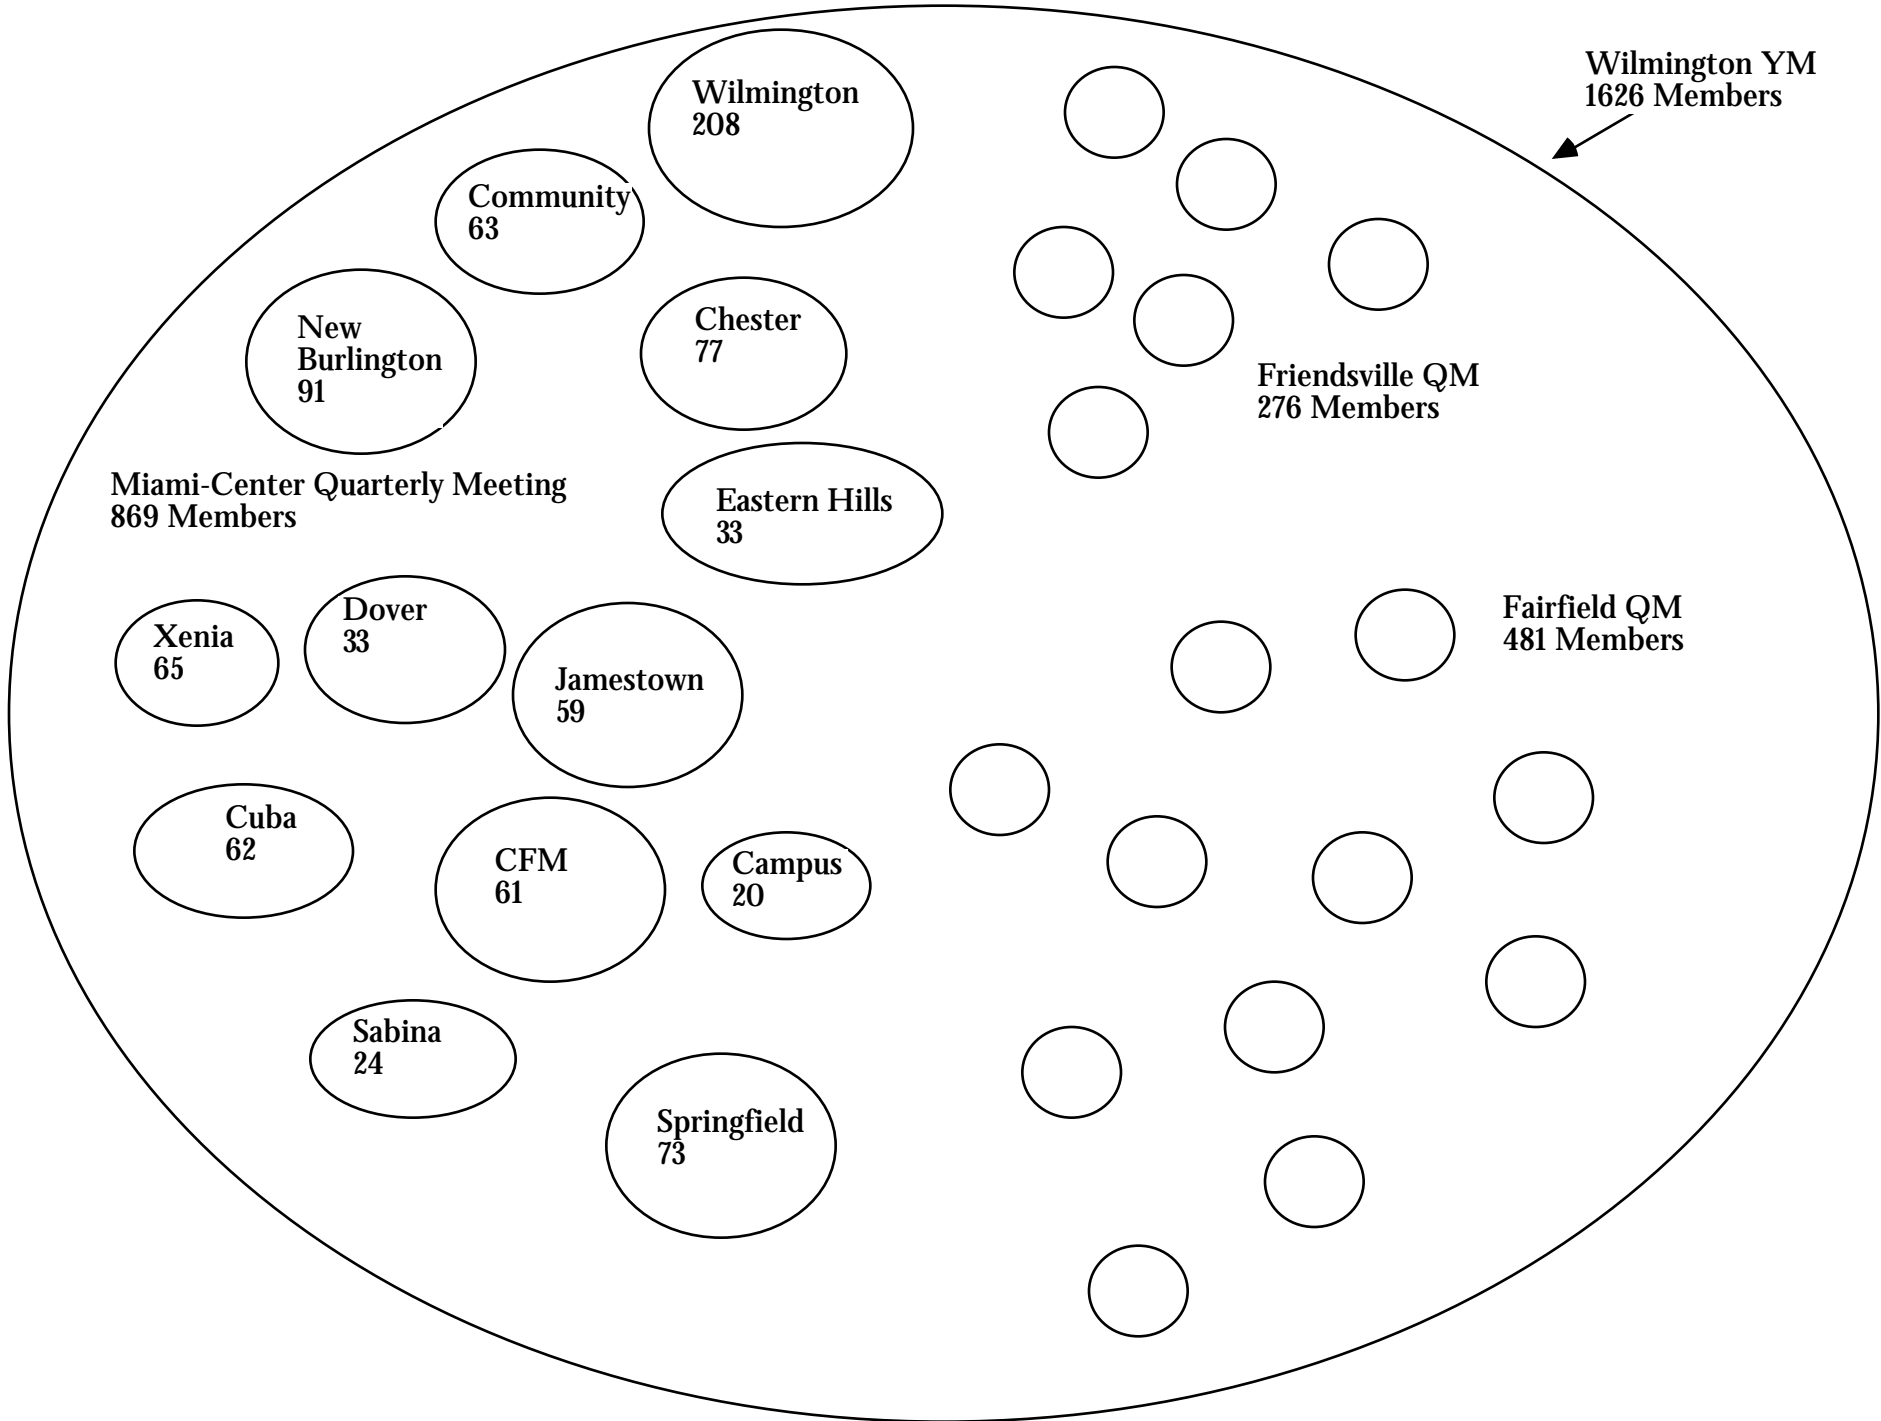 Wilmington YM
1626 Members
Wilmington
208
Community
63
New
Burlington
91
Chester
77
Friendsville QM
276 Members
Miami-Center Quarterly Meeting
869 Members
Eastern Hills
33
Fairfield QM
481 Members
Xenia
65
Dover
33
Jamestown
59
Cuba
62
CFM
61
Campus
20
Sabina
24
Springfield
73